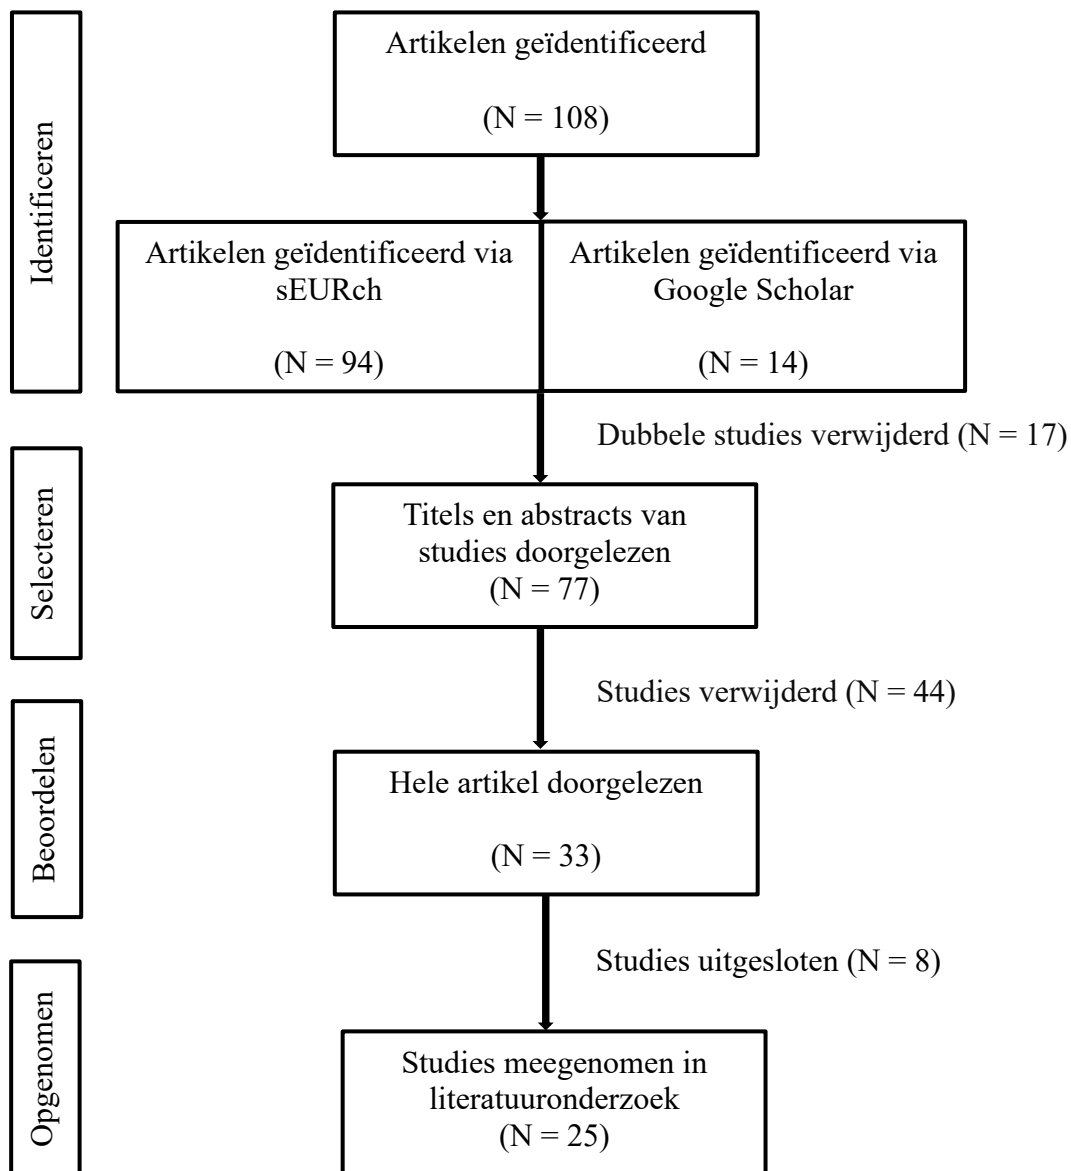 Identificeren
Artikelen geïdentificeerd
(N = 108)
Artikelen geïdentificeerd via
sEURch
(N = 94)
Artikelen geïdentificeerd via
Google Scholar
(N = 14)
Dubbele studies verwijderd (N = 17)
Selecteren
Titels en abstracts van
studies doorgelezen
(N = 77)
Studies verwijderd (N = 44)
Beoordelen
Hele artikel doorgelezen
(N = 33)
Studies uitgesloten (N = 8)
Opgenomen
Studies meegenomen in
literatuuronderzoek
(N = 25)